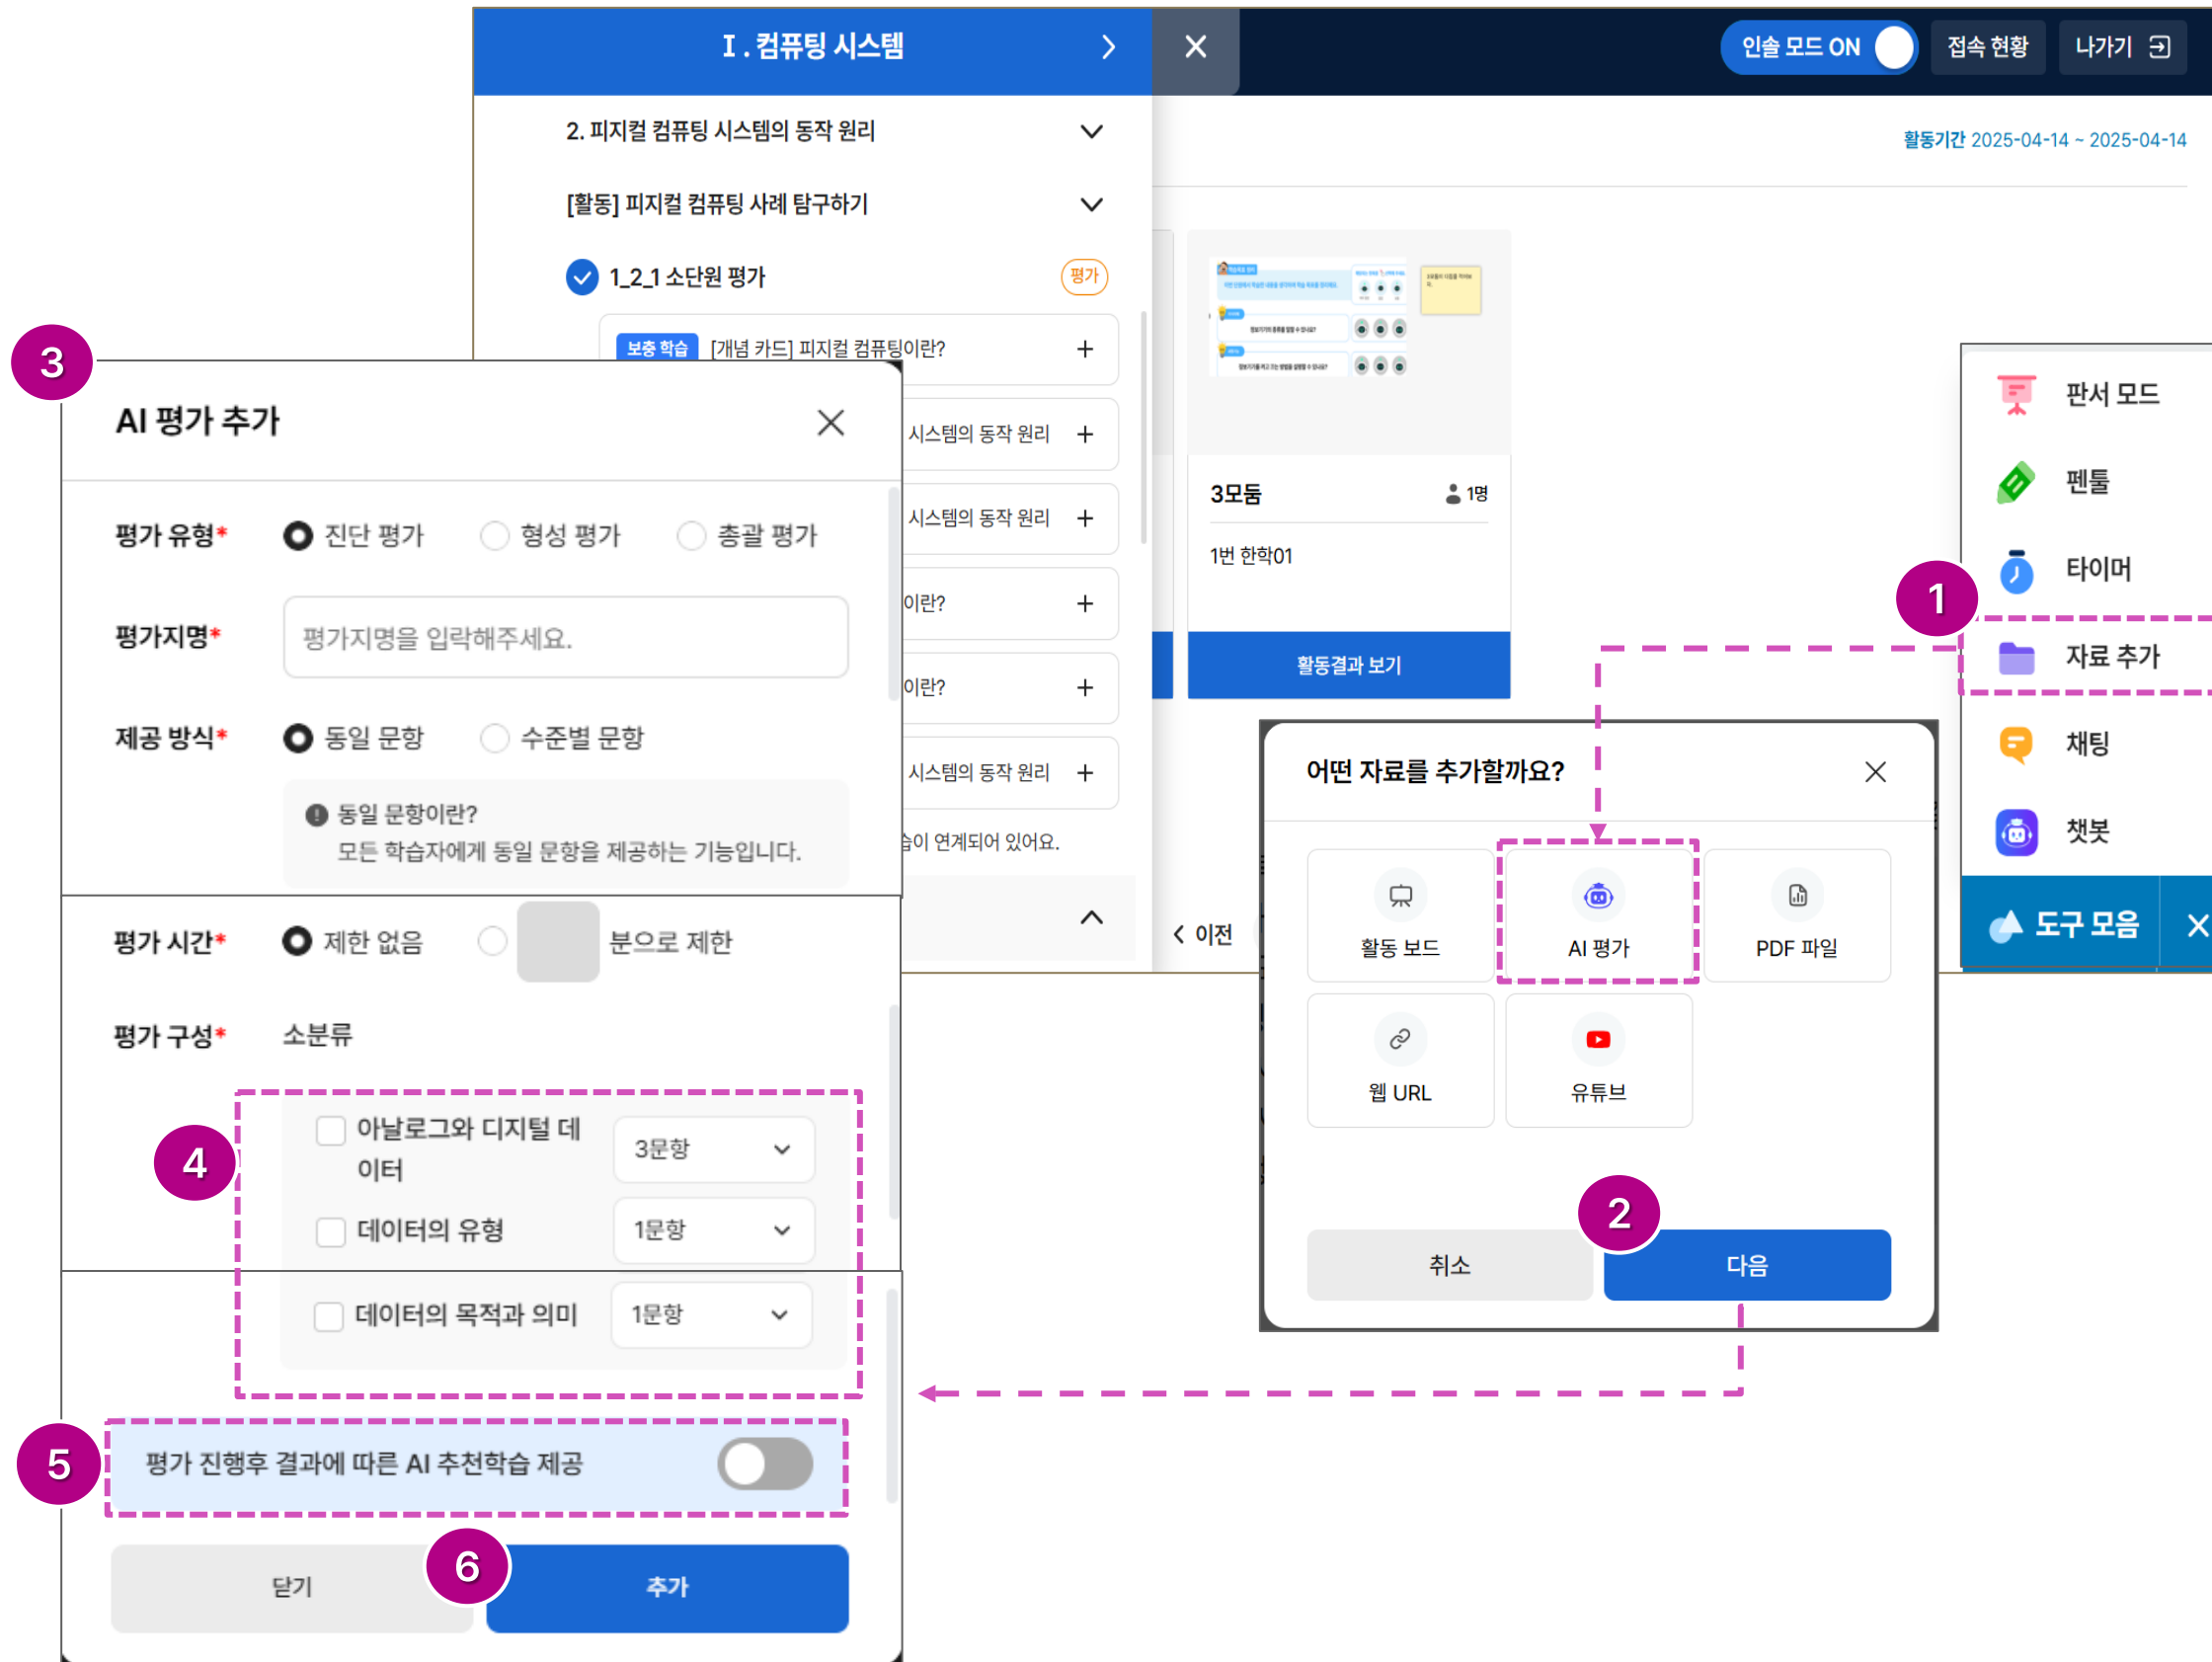 I. 컴퓨팅 시스템
인솔 모드 ON
접속 현황
나가기
2. 피지컬 컴퓨팅 시스템의 동작 원리
활동기간 2025-04-14 ~ 2025-04-14
[활동] 피지컬 컴퓨팅 사례 탐구하기
1_2_1 소단원 평가
평가
보충 학습 [개념 카드] 피지컬 컴퓨팅이란?
시스템의 동작 원리
시스템의 동작 원리
이란?
이란?
시스템의 동작 원리
습이 연계되어 있어요.
이전
3모둠
1명
1번 한학01
활동결과 보기
판서 모드
펜툴
타이머
1
자료 추가
채팅
챗봇
도구 모음
어떤 자료를 추가할까요?
활동 보드
AI 평가
PDF 파일
웹 URL
유튜브
2
취소
다음
3
AI 평가 추가
평가 유형*
진단 평가
형성 평가
총괄 평가
평가지명*
평가지명을 입락해주세요.
제공 방식*
동일 문항
수준별 문항
동일 문항이란?
모든 학습자에게 동일 문항을 제공하는 기능입니다.
평가 시간*
제한 없음
분으로 제한
평가 구성*
소분류
4
아날로그와 디지털 데
이터
3문항
데이터의 유형
1문항
데이터의 목적과 의미
1문항
5
평가 진행후 결과에 따른 AI 추천학습 제공
6
닫기
추가